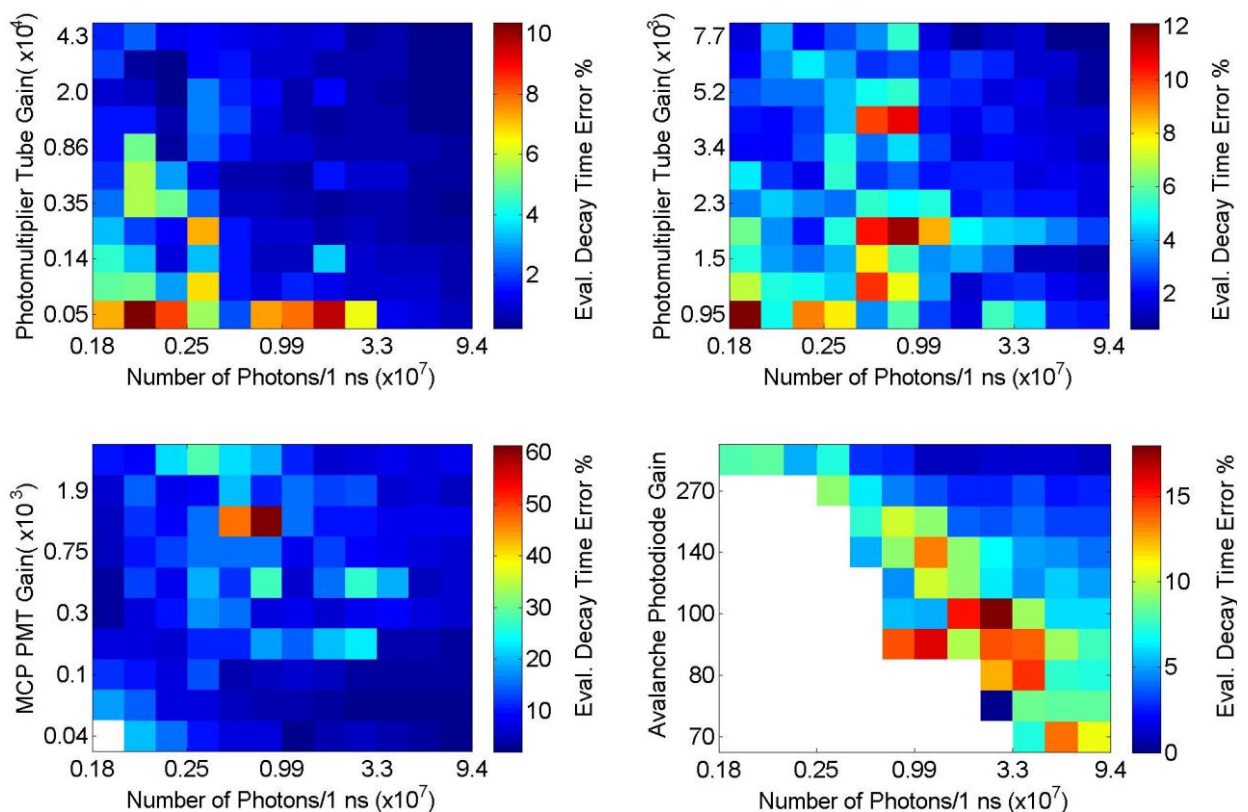 Photomultiplier Tube Gain( x10⁴)
4.3
2.0
0.86
0.35
0.14
0.05
0.18 0.25 0.99 3.3 9.4
Number of Photons/1 ns (x10⁷)
10
8
6
4
2
Eval. Decay Time Error %
Photomultiplier Tube Gain( x10³)
7.7
5.2
3.4
2.3
1.5
0.95
0.18 0.25 0.99 3.3 9.4
Number of Photons/1 ns (x10⁷)
12
10
8
6
4
2
Eval. Decay Time Error %
MCP PMT Gain( x10³)
1.9
0.75
0.3
0.1
0.04
0.18 0.25 0.99 3.3 9.4
Number of Photons/1 ns (x10⁷)
60
50
40
30
20
10
Eval. Decay Time Error %
Avalanche Photodiode Gain
270
140
100
80
70
0.18 0.25 0.99 3.3 9.4
Number of Photons/1 ns (x10⁷)
15
10
5
0
Eval. Decay Time Error %